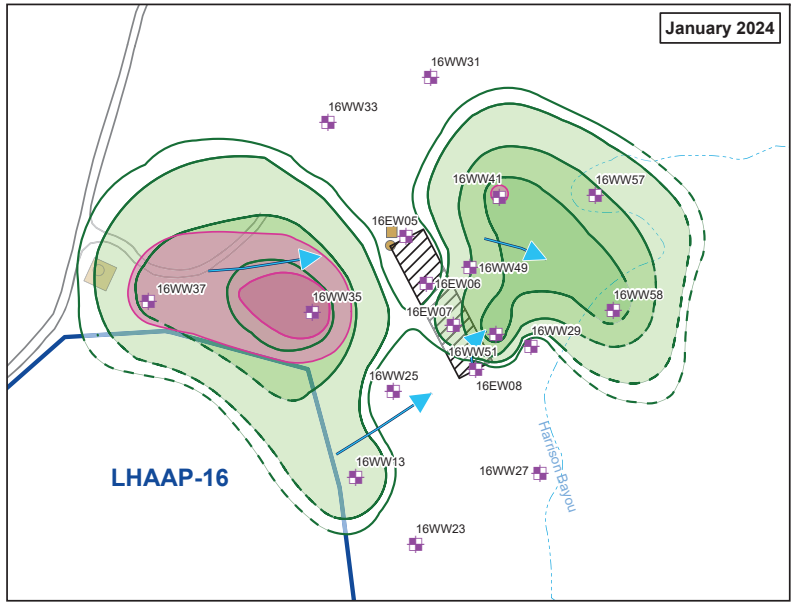 January 2024
16WW31
16WW33
16WW41
16WW57
16EW05
16WW49
16EW06
16WW37
16WW35
16WW58
16EW07
16WW29
16WW51
16EW08
16WW25
Harrison Bayou
LHAAP-16
16WW13
16WW27
16WW23